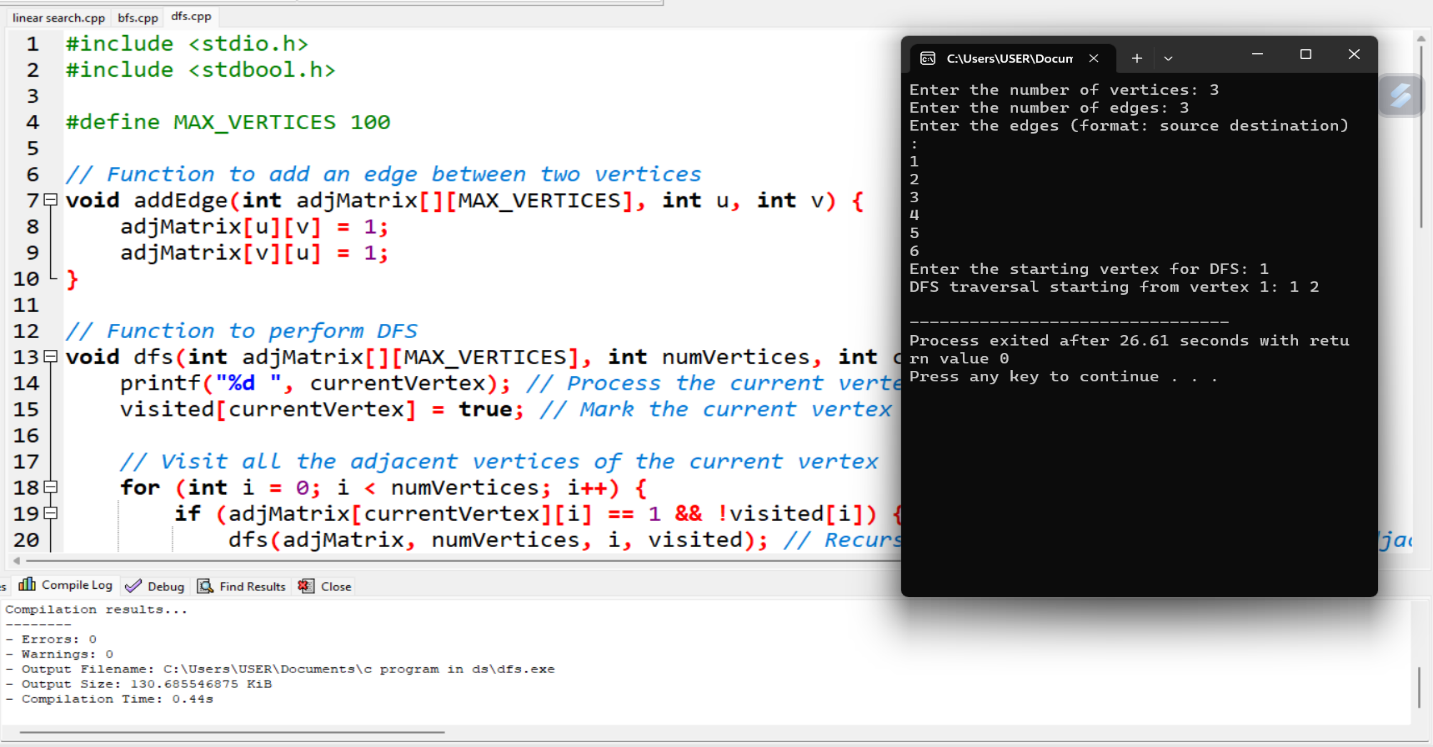 linear search.cpp bfs.cpp dfs.cpp
1 #include <stdio.h>
2 #include <stdbool.h>
3
4 #define MAX_VERTICES 100
5
6 // Function to add an edge between two vertices
7 void addEdge(int adjMatrix[][MAX_VERTICES], int u, int v) {
8 adjMatrix[u][v] = 1;
9 adjMatrix[v][u] = 1;
10 }
11
12 // Function to perform DFS
13 void dfs(int adjMatrix[][MAX_VERTICES], int numVertices, int
14 printf("%d ", currentVertex); // Process the current
15 visited[currentVertex] = true; // Mark the current vertex
16
17 // Visit all the adjacent vertices of the current vertex
18 for (int i = 0; i < numVertices; i++) {
19 if (adjMatrix[currentVertex][i] == 1 && !visited[i]) {
20 dfs(adjMatrix, numVertices, i, visited); //
Compile Log Debug Find Results Close
Compilation results...
--------
- Errors: 0
- Warnings: 0
- Output Filename: C:\Users\USER\Documents\c program in ds\dfs.exe
- Output Size: 130.685546875 KiB
- Compilation Time: 0.44s
C:\Users\USER\Docum
Enter the number of vertices: 3
Enter the number of edges: 3
Enter the edges (format: source destination)
:
1
2
3
4
5
6
Enter the starting vertex for DFS: 1
DFS traversal starting from vertex 1: 1 2
--------------------------------
Process exited after 26.61 seconds with retu
rn value 0
Press any key to continue . . .